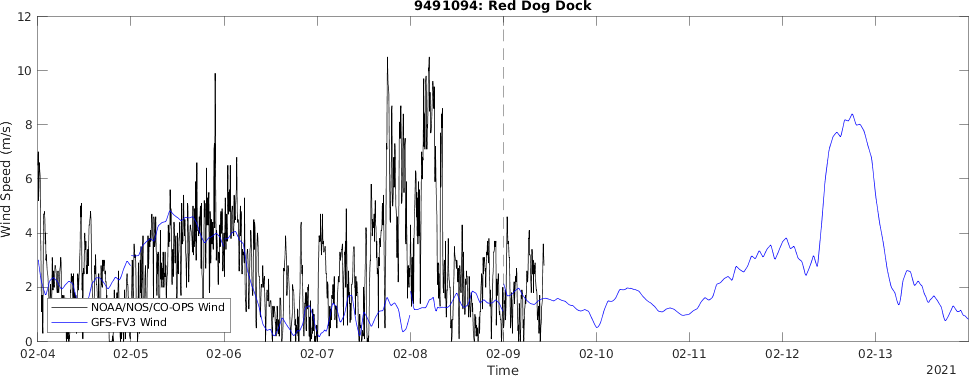 9491094: Red Dog Dock
12
10
8
6
4
2
0
Wind Speed (m/s)
NOAA/NOS/CO-OPS Wind
GFS-FV3 Wind
02-04 02-05 02-06 02-07 02-08 02-09 02-10 02-11 02-12 02-13
Time
2021